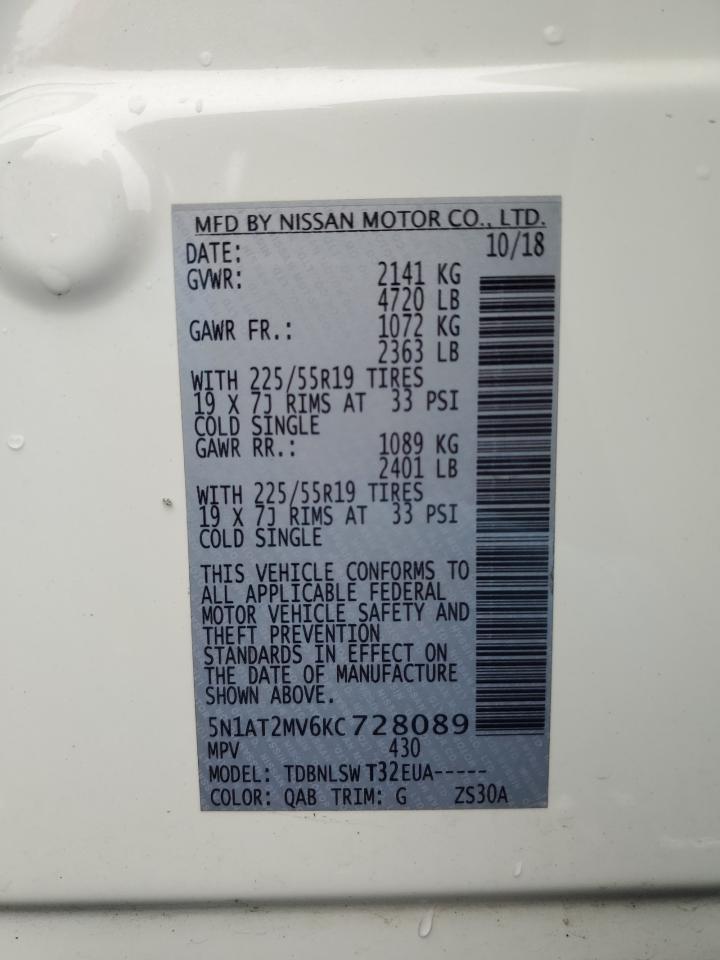 MFD BY NISSAN MOTOR CO., LTD.
DATE: 10/18
GVWR: 2141 KG
4720 LB
GAWR FR.: 1072 KG
2363 LB
WITH 225/55R19 TIRES
19 X 7J RIMS AT 33 PSI
COLD SINGLE
GAWR RR.: 1089 KG
2401 LB
WITH 225/55R19 TIRES
19 X 7J RIMS AT 33 PSI
COLD SINGLE
THIS VEHICLE CONFORMS TO
ALL APPLICABLE FEDERAL
MOTOR VEHICLE SAFETY AND
THEFT PREVENTION
STANDARDS IN EFFECT ON
THE DATE OF MANUFACTURE
SHOWN ABOVE.
5N1AT2MV6KC728089
MPV 430
MODEL: TDBNLSW T32EUA-----
COLOR: QAB TRIM: G ZS30A